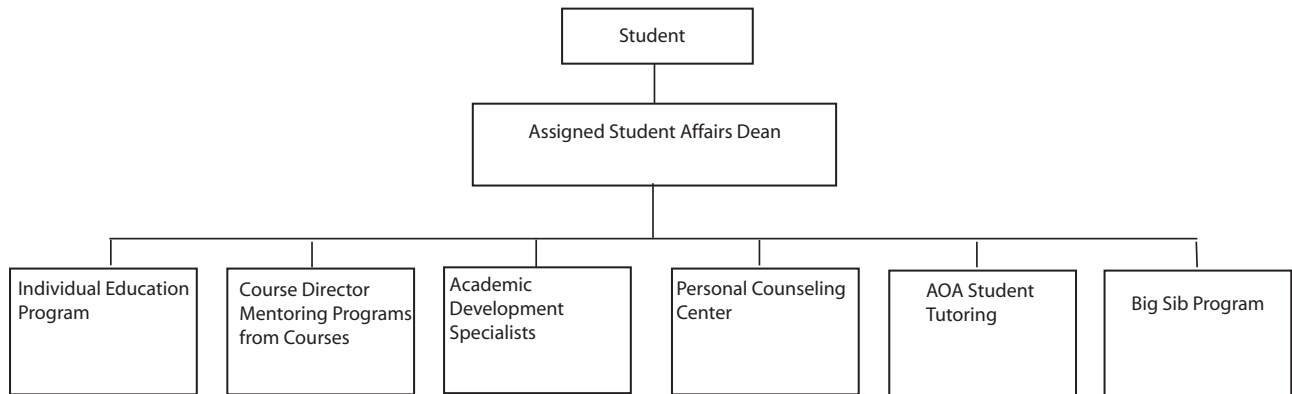 Student
Assigned Student Affairs Dean
Individual Education
Program
Course Director
Mentoring Programs
from Courses
Academic
Development
Specialists
Personal Counseling
Center
AOA Student
Tutoring
Big Sib Program